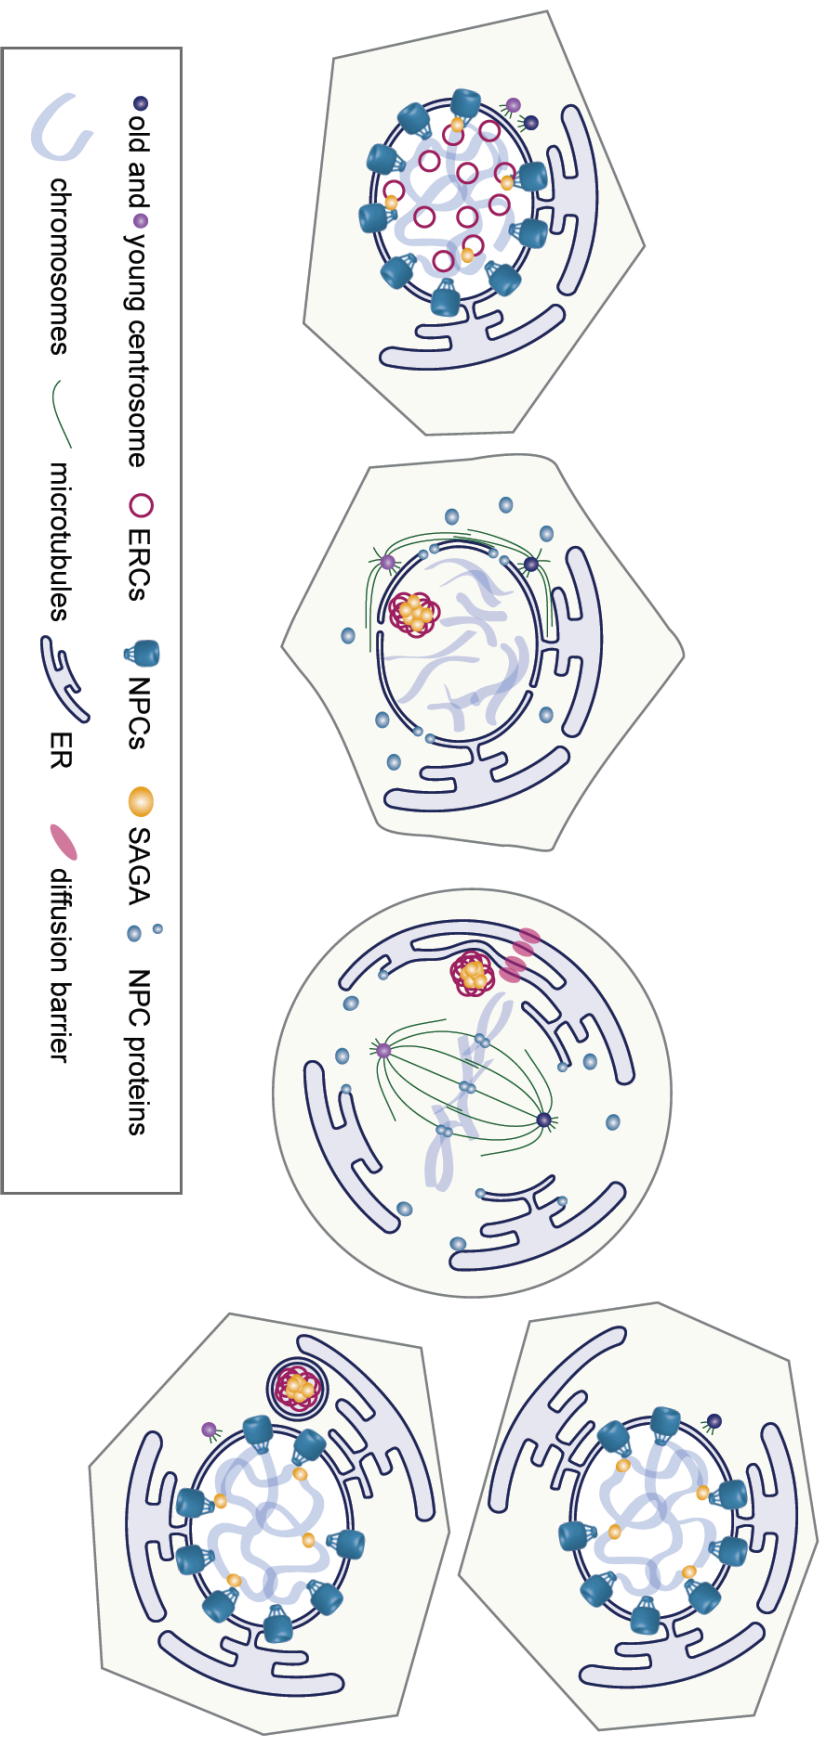 old and young centrosome ERCs NPCs SAGA NPC proteins
chromosomes microtubules ER diffusion barrier